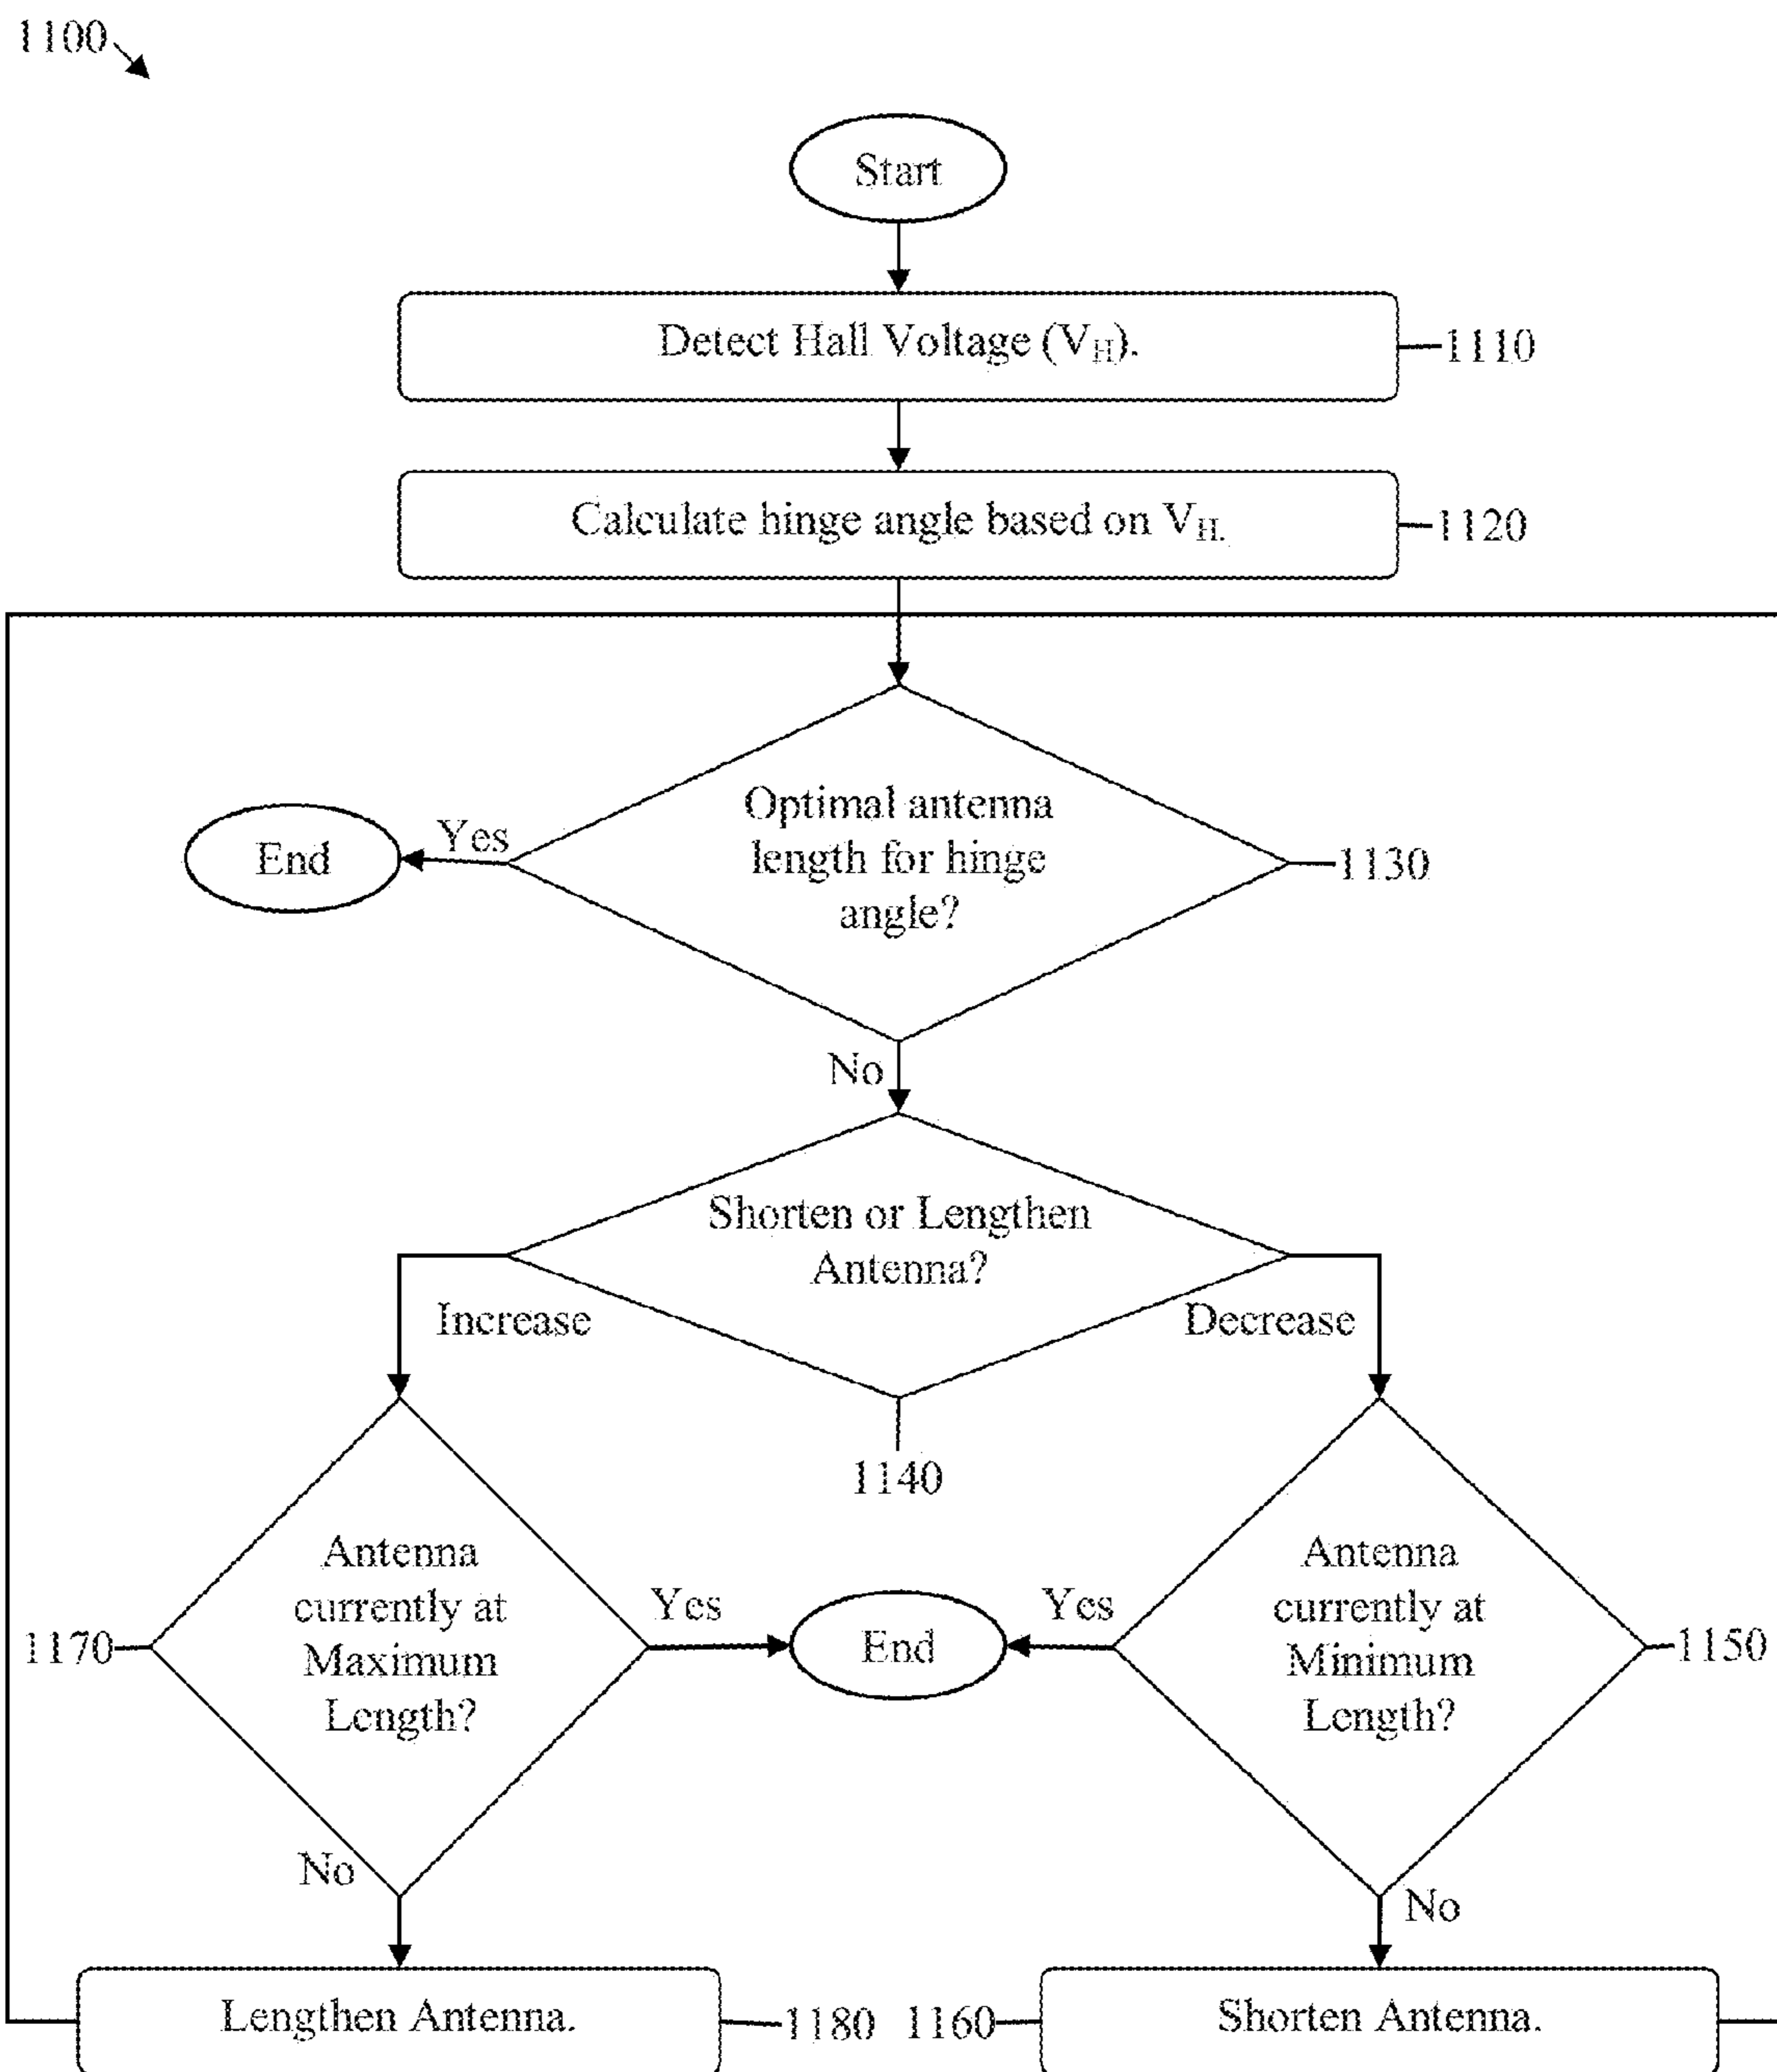 1100
Start
Detect Hall Voltage (VH).
1110
Calculate hinge angle based on VH.
1120
Optimal antenna
length for hinge
angle?
1130
Yes
End
No
Shorten or Lengthen
Antenna?
Increase
Decrease
1140
Antenna
currently at
Maximum
Length?
1170
Yes
End
Yes
Antenna
currently at
Minimum
Length?
1150
No
No
Lengthen Antenna.
1180
1160
Shorten Antenna.